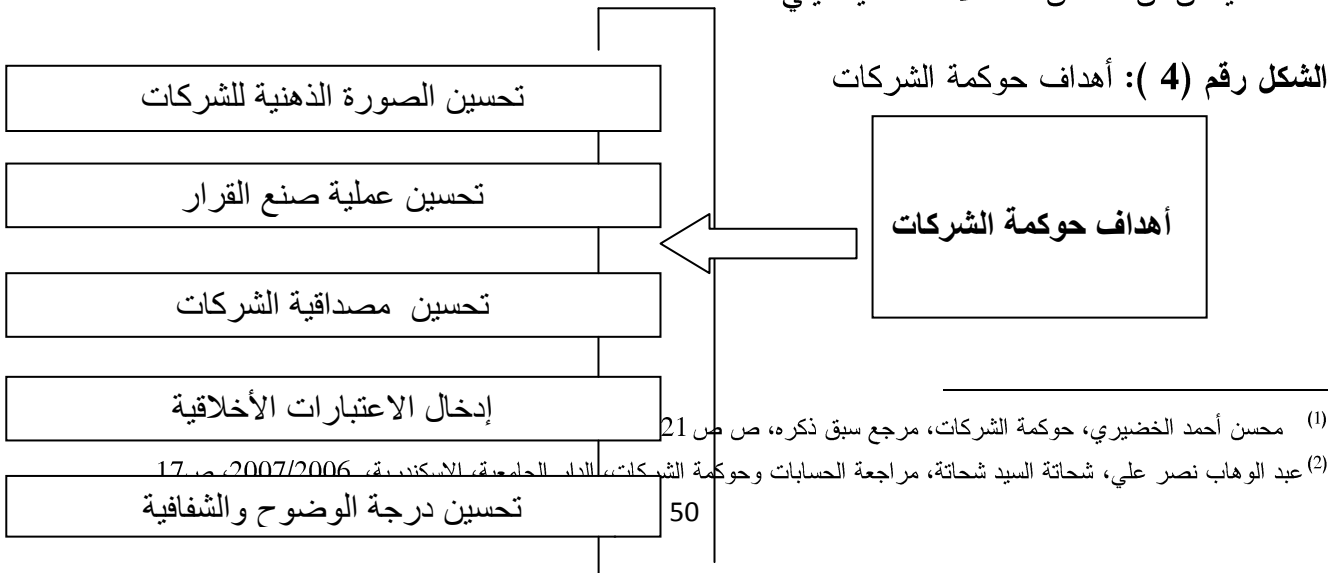 الشكل رقم (4 ): أهداف حوكمة الشركات
أهداف حوكمة الشركات
تحسين الصورة الذهنية للشركات
تحسين عملية صنع القرار
تحسين مصداقية الشركات
إدخال الاعتبارات الأخلاقية
تحسين درجة الوضوح والشفافية
(1) محسن أحمد الخضيري، حوكمة الشركات، مرجع سبق ذكره، ص ص 21
(2) عبد الوهاب نصر علي، شحاتة السيد شحاتة، مراجعة الحسابات وحوكمة الشركات، الدار الجامعية، الاسكندرية، 2007/2006، ص17
50